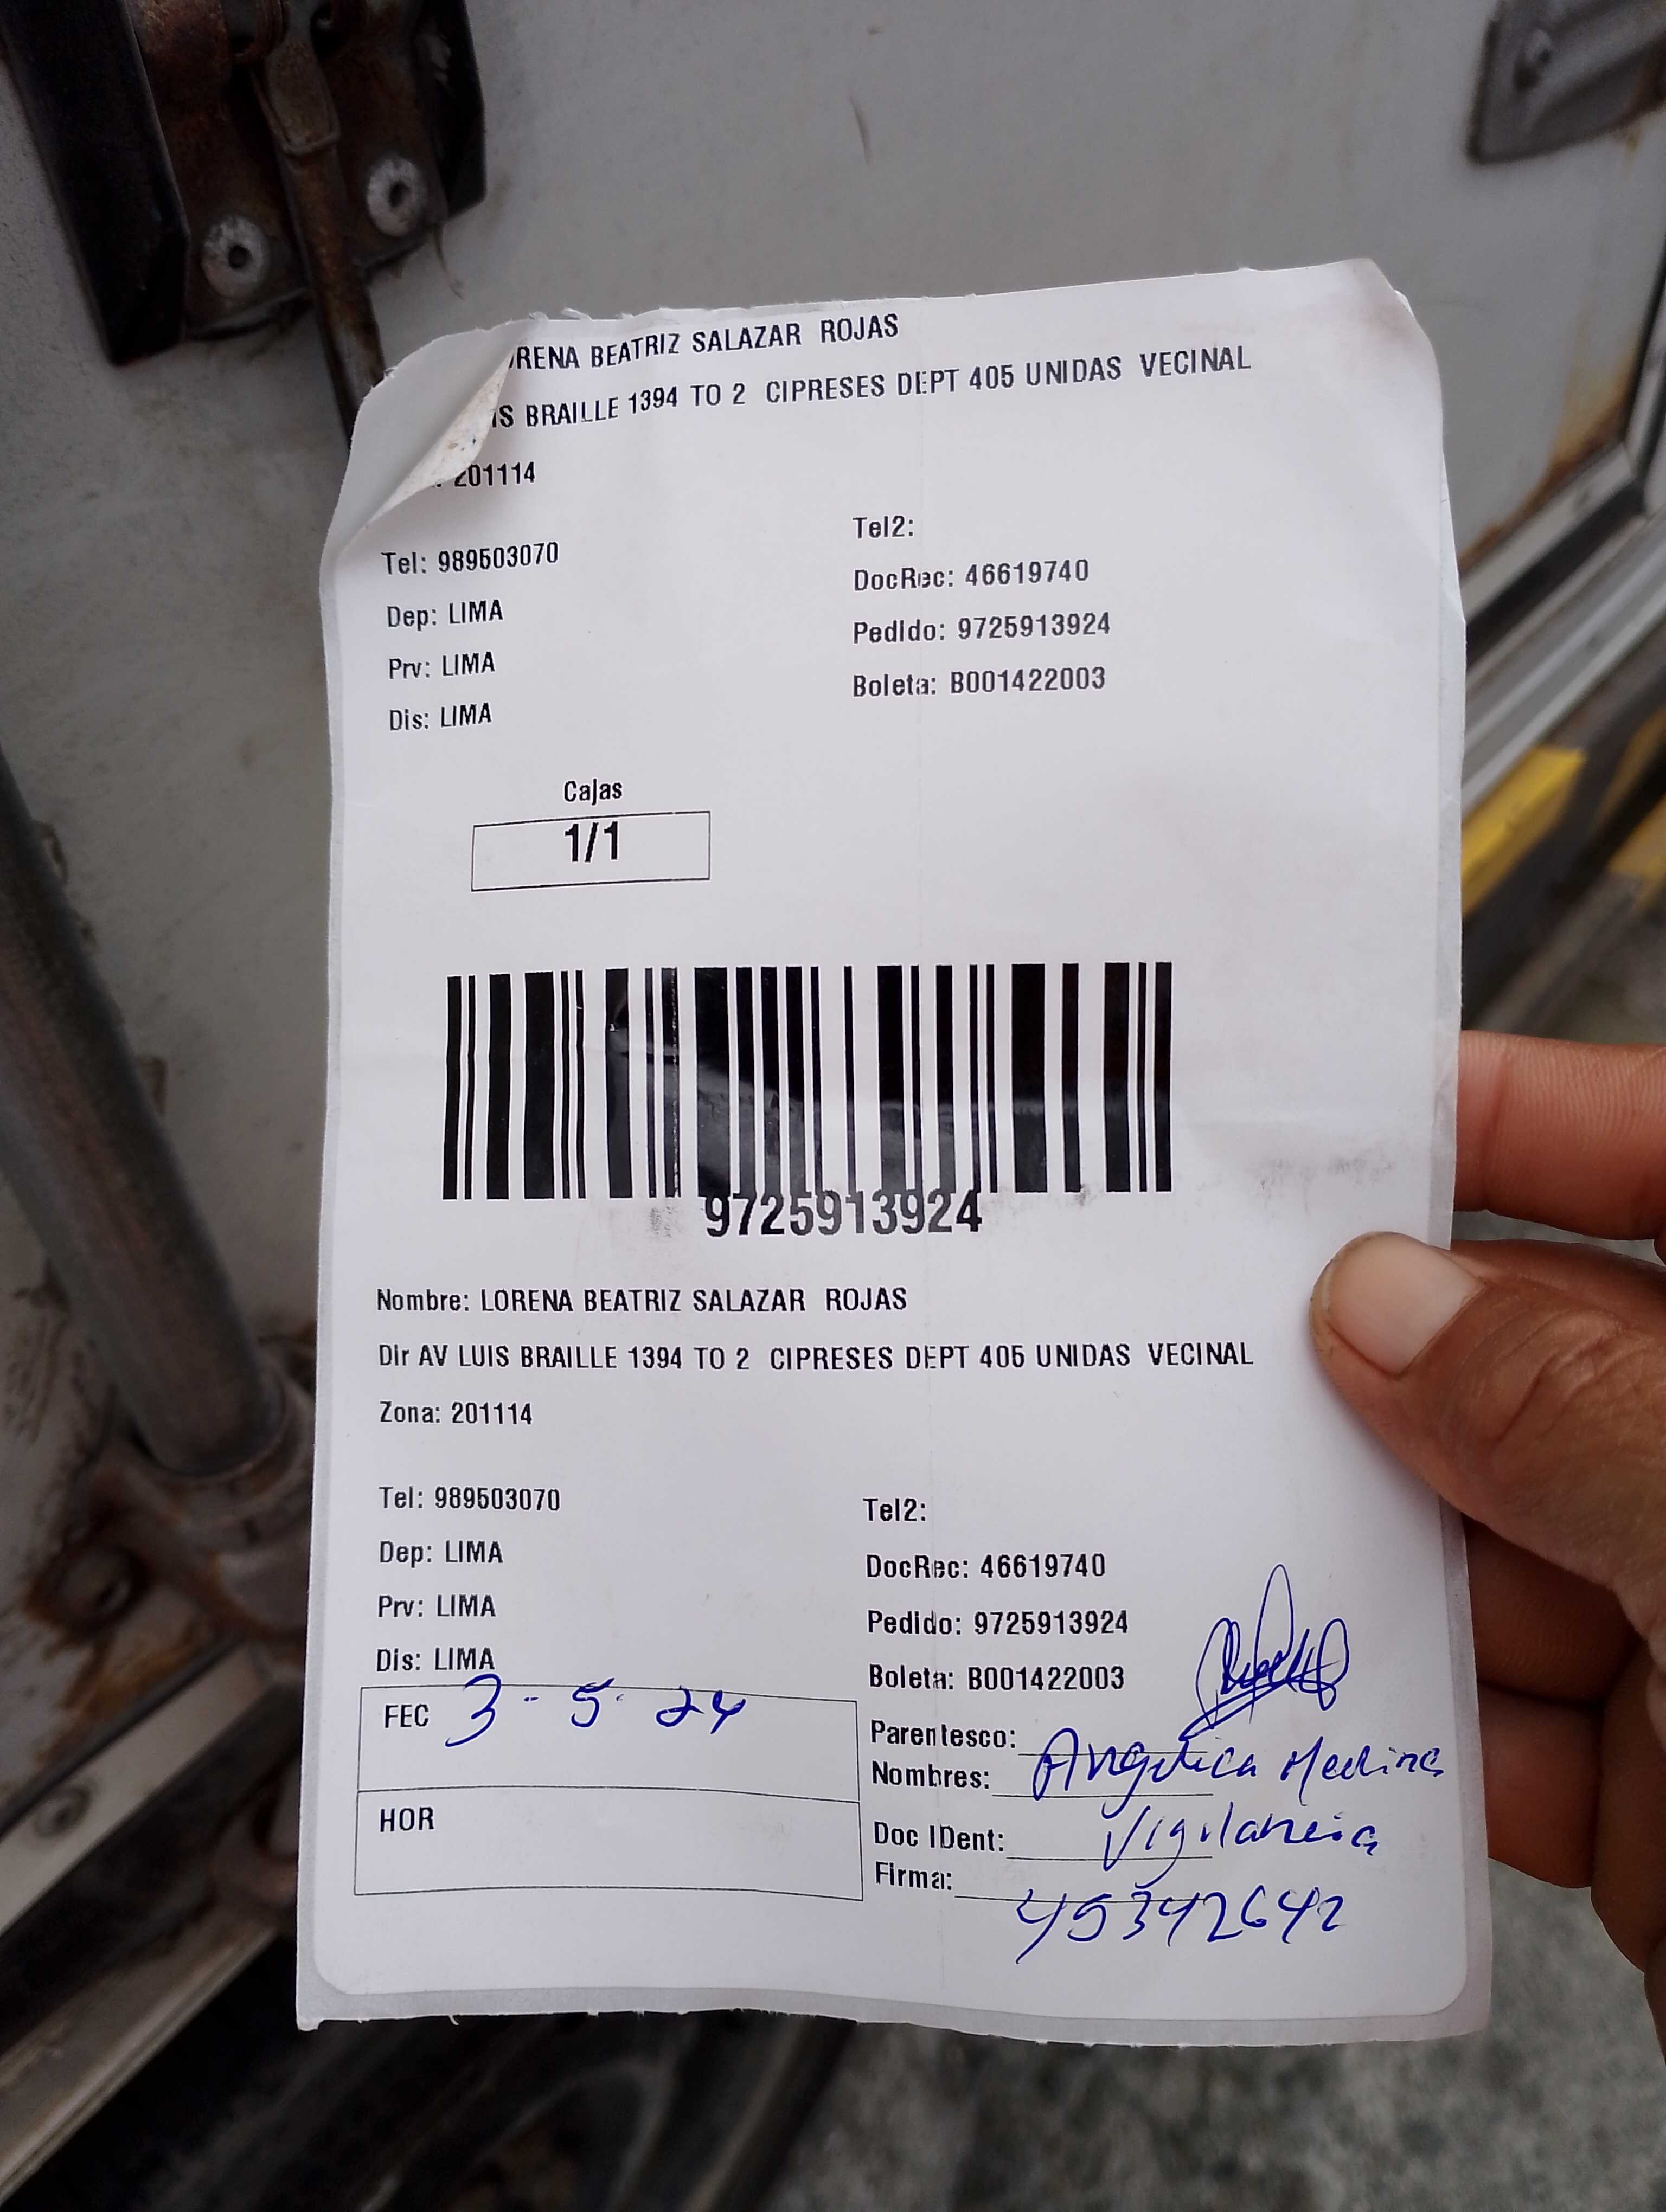 RENA BEATRIZ SALAZAR ROJAS
IS BRAILLE 1394 TO 2 CIPRESES DEPT 405 UNIDAS VECINAL
201114
Tel: 989503070
Tel2:
Dep: LIMA
DocRec: 46619740
Prv: LIMA
Pedido: 9725913924
Dis: LIMA
Boleta: B001422003
Cajas
1/1
9725913924
Nombre: LORENA BEATRIZ SALAZAR ROJAS
Dir AV LUIS BRAILLE 1394 TO 2 CIPRESES DEPT 405 UNIDAS VECINAL
Zona: 201114
Tel: 989503070
Tel2:
Dep: LIMA
DocRec: 46619740
Prv: LIMA
Pedido: 9725913924
Dis: LIMA
Boleta: B001422003
FEC 3-5-24
Parentesco:
Nombres: Angelica Medina
HOR
Doc IDent: Vigilancia
Firma:
45342642